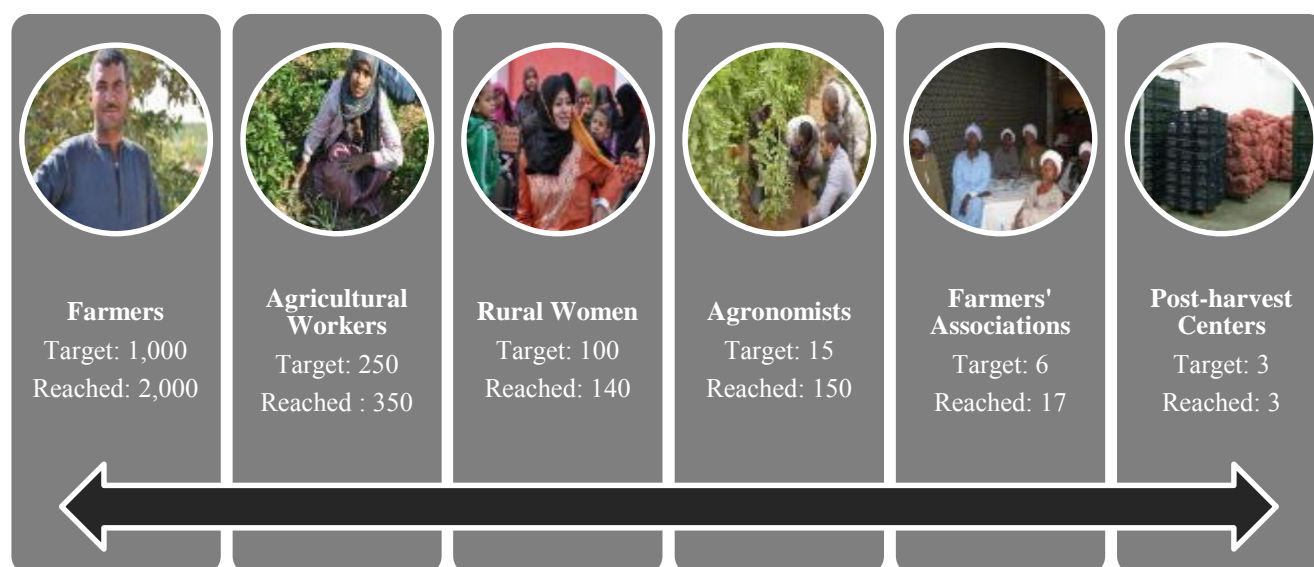 Farmers
Target: 1,000
Reached: 2,000
Agricultural
Workers
Target: 250
Reached : 350
Rural Women
Target: 100
Reached: 140
Agronomists
Target: 15
Reached: 150
Farmers'
Associations
Target: 6
Reached: 17
Post-harvest
Centers
Target: 3
Reached: 3